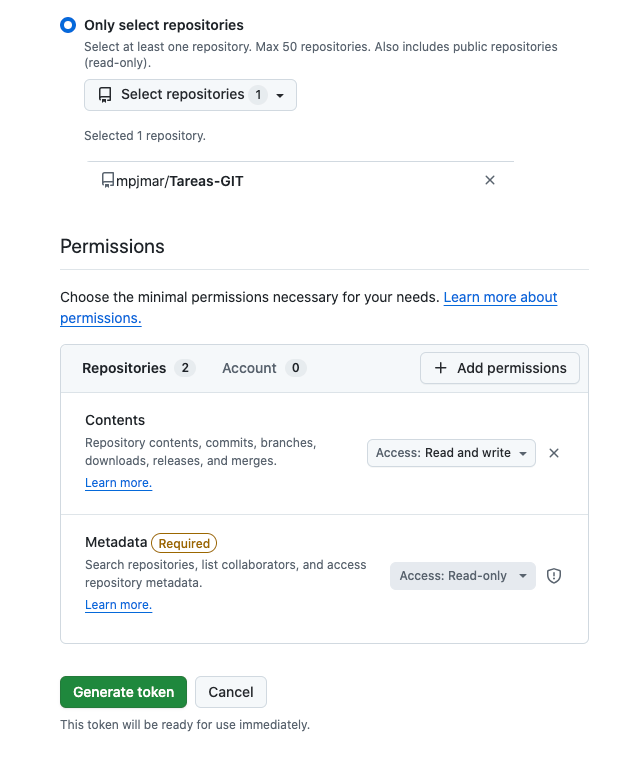 Only select repositories
Select at least one repository. Max 50 repositories. Also includes public repositories
(read-only).
Select repositories 1
Selected 1 repository.
mpjmar/Tareas-GIT
Permissions
Choose the minimal permissions necessary for your needs. Learn more about
permissions.
Repositories 2 Account 0 Add permissions
Contents
Repository contents, commits, branches,
downloads, releases, and merges.
Access: Read and write
Learn more.
Metadata Required
Search repositories, list collaborators, and access
repository metadata.
Access: Read-only
Learn more.
Generate token Cancel
This token will be ready for use immediately.